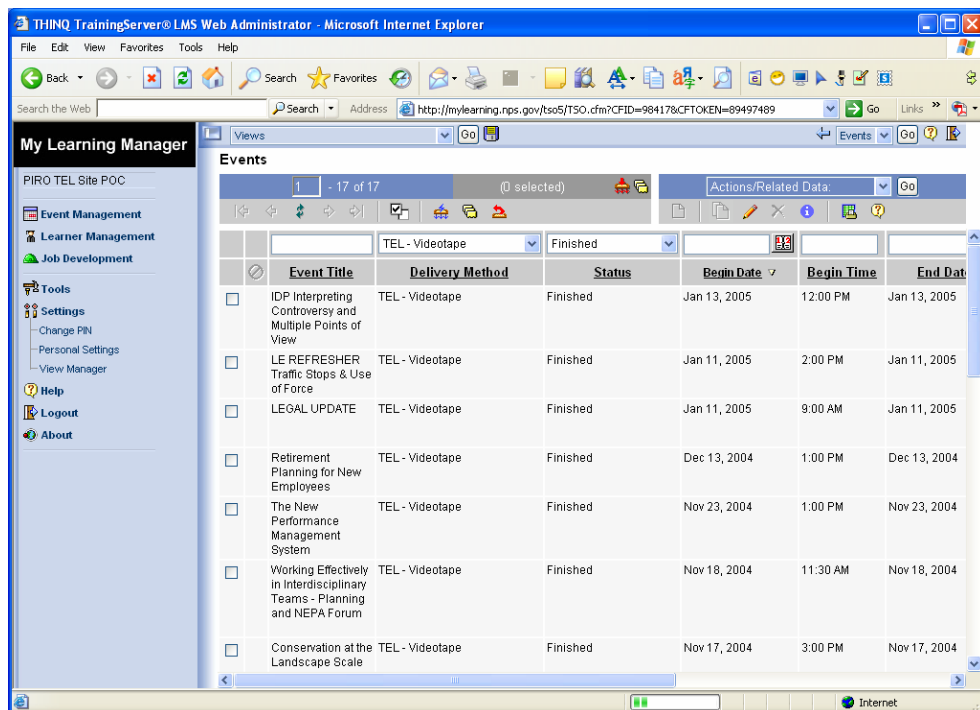 THINQ TrainingServer® LMS Web Administrator - Microsoft Internet Explorer
File Edit View Favorites Tools Help
Back Search Favorites
Search the Web Search Address http://mylearning.nps.gov/tso5/TSO.cfm?CFID=98417&CFTOKEN=89497489 Go Links »
My Learning Manager
PIRO TEL Site POC
Event Management
Learner Management
Job Development
Tools
Settings
Change PIN
Personal Settings
View Manager
Help
Logout
About
Views Go Events Go
Events
1 - 17 of 17 (0 selected) Actions/Related Data: Go
TEL - Videotape Finished
Event Title Delivery Method Status Begin Date Begin Time End Date
IDP Interpreting TEL - Videotape Finished Jan 13, 2005 12:00 PM Jan 13, 2005
Controversy and
Multiple Points of
View
LE REFRESHER TEL - Videotape Finished Jan 11, 2005 2:00 PM Jan 11, 2005
Traffic Stops & Use
of Force
LEGAL UPDATE TEL - Videotape Finished Jan 11, 2005 9:00 AM Jan 11, 2005
Retirement TEL - Videotape Finished Dec 13, 2004 1:00 PM Dec 13, 2004
Planning for New
Employees
The New TEL - Videotape Finished Nov 23, 2004 1:00 PM Nov 23, 2004
Performance
Management
System
Working Effectively TEL - Videotape Finished Nov 18, 2004 11:30 AM Nov 18, 2004
in Interdisciplinary
Teams - Planning
and NEPA Forum
Conservation at the TEL - Videotape Finished Nov 17, 2004 3:00 PM Nov 17, 2004
Landscape Scale
Internet